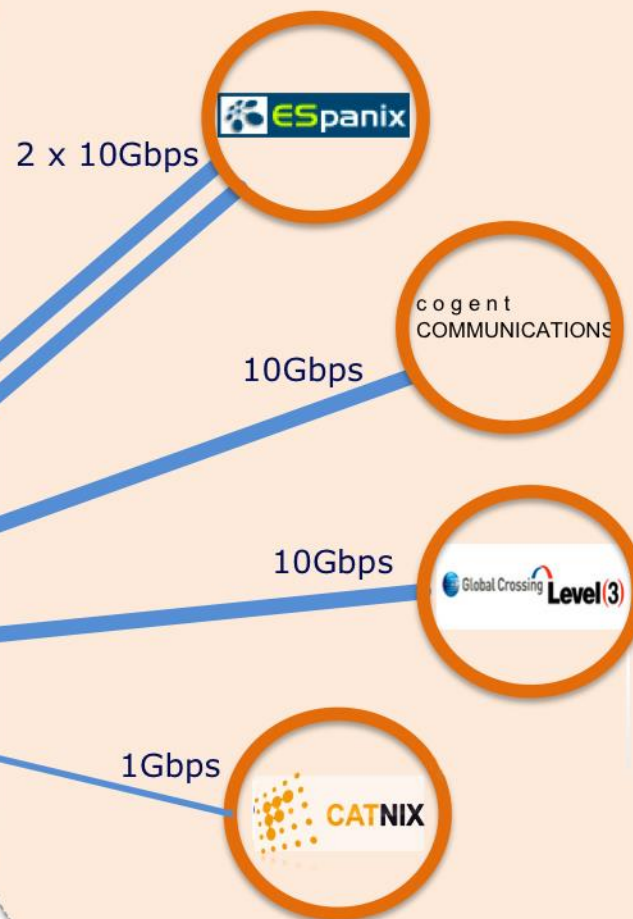 ESpanix
2 x 10Gbps
cogent
COMMUNICATIONS
10Gbps
10Gbps
Global Crossing Level(3)
1Gbps
CATNIX